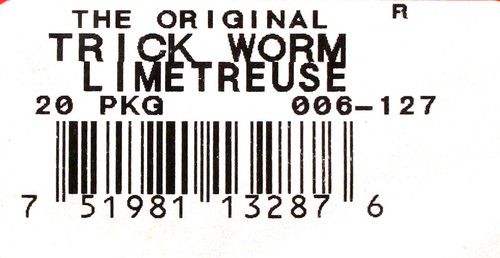 THE ORIGINAL R
TRICK WORM
LIMETREUSE
20 PKG 006-127
7 51981 13287 6